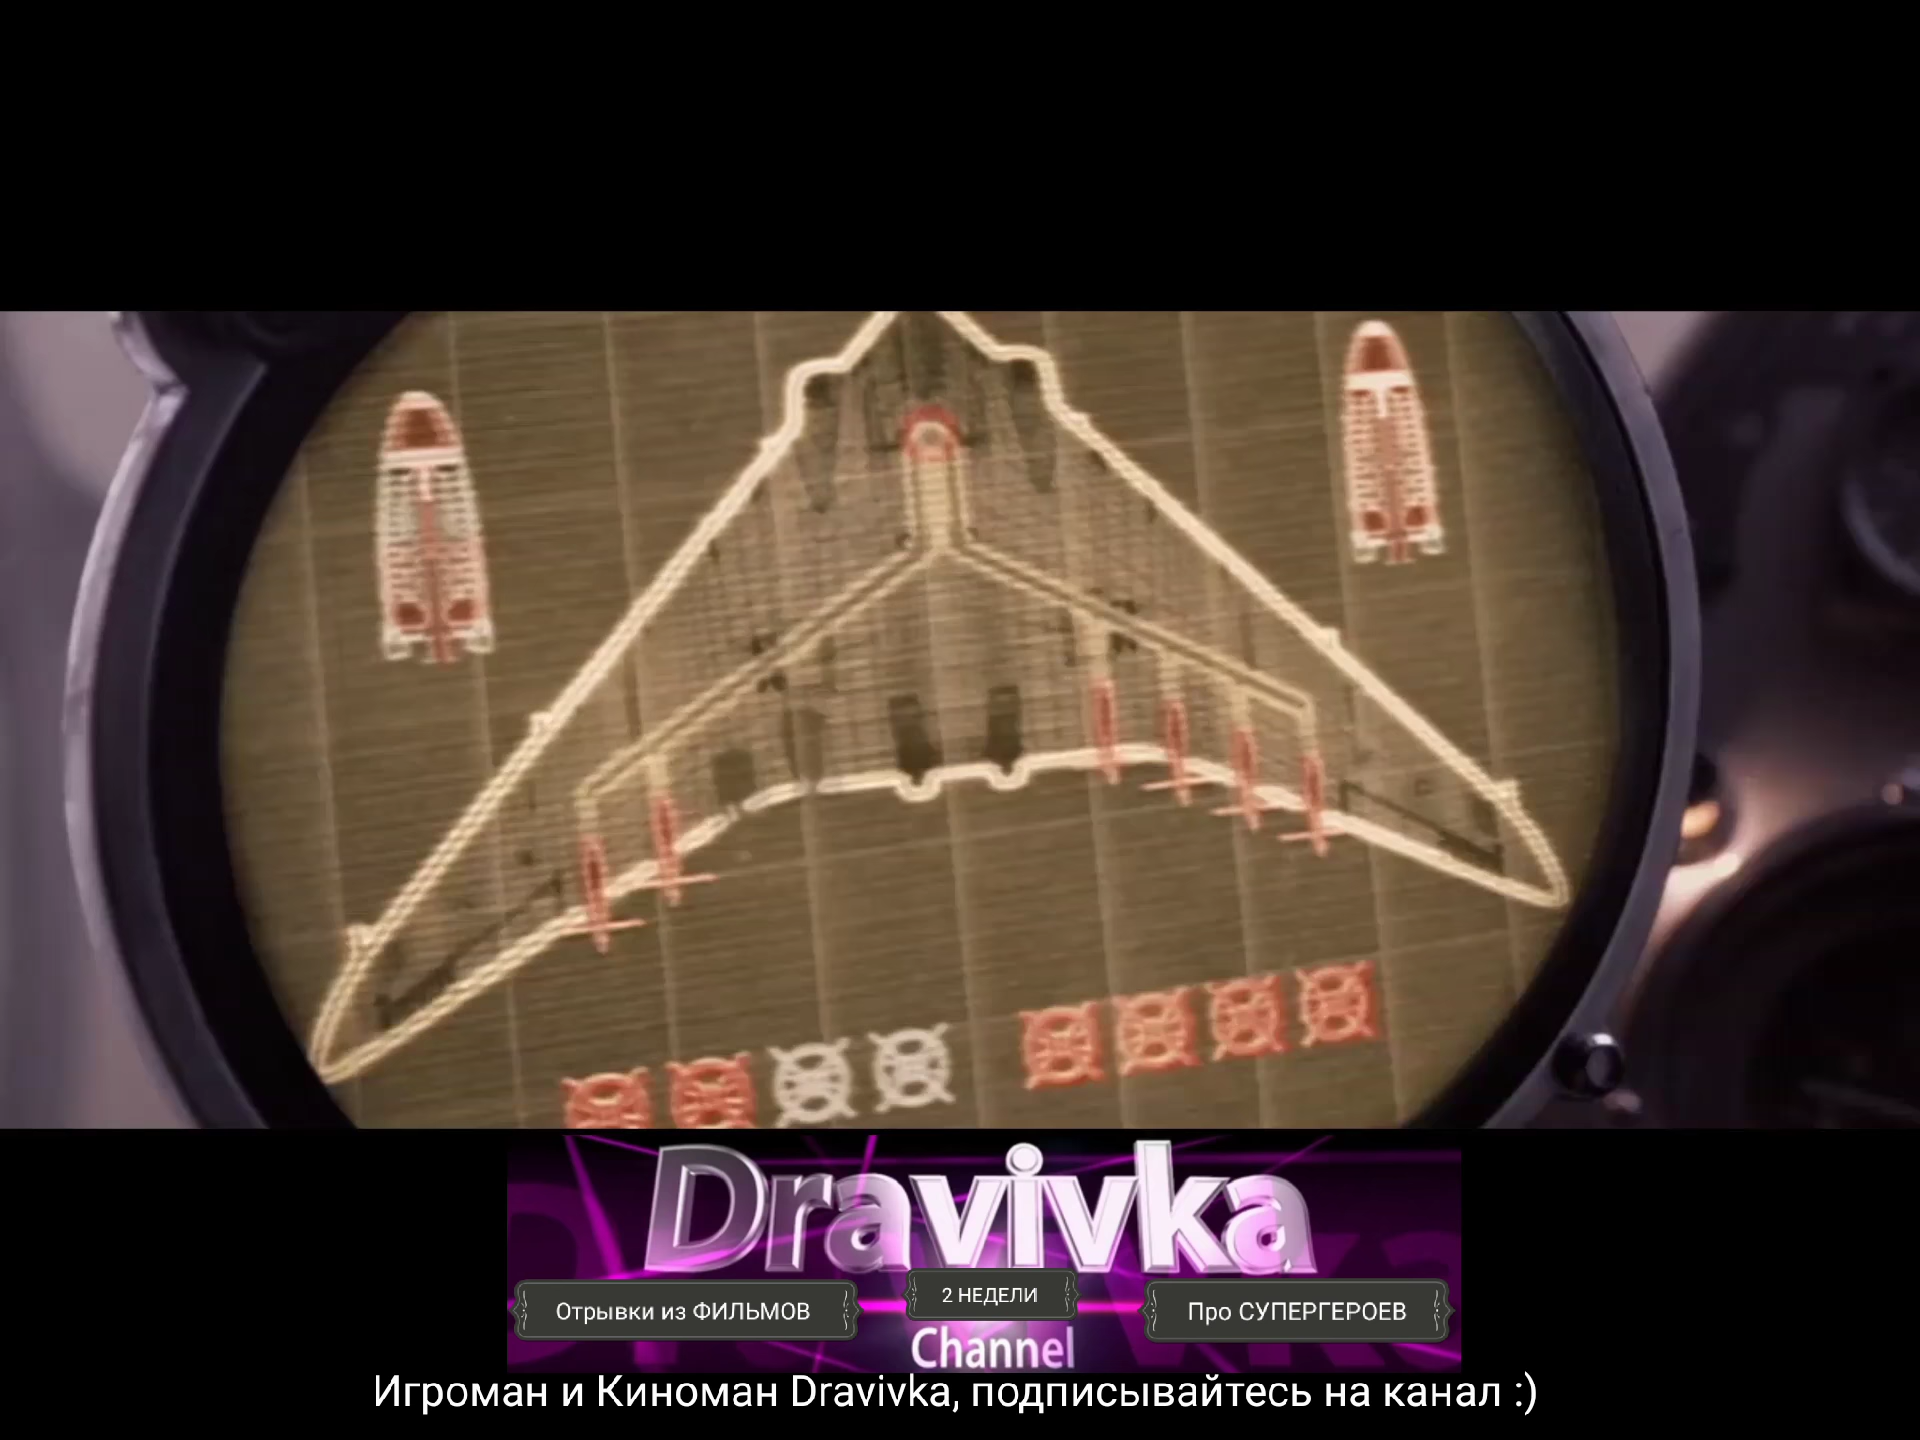 Dravivka
Отрывки из ФИЛЬМОВ
2 НЕДЕЛИ
Про СУПЕРГЕРОЕВ
Channel
Игроман и Киноман Dravivka, подписывайтесь на канал :)